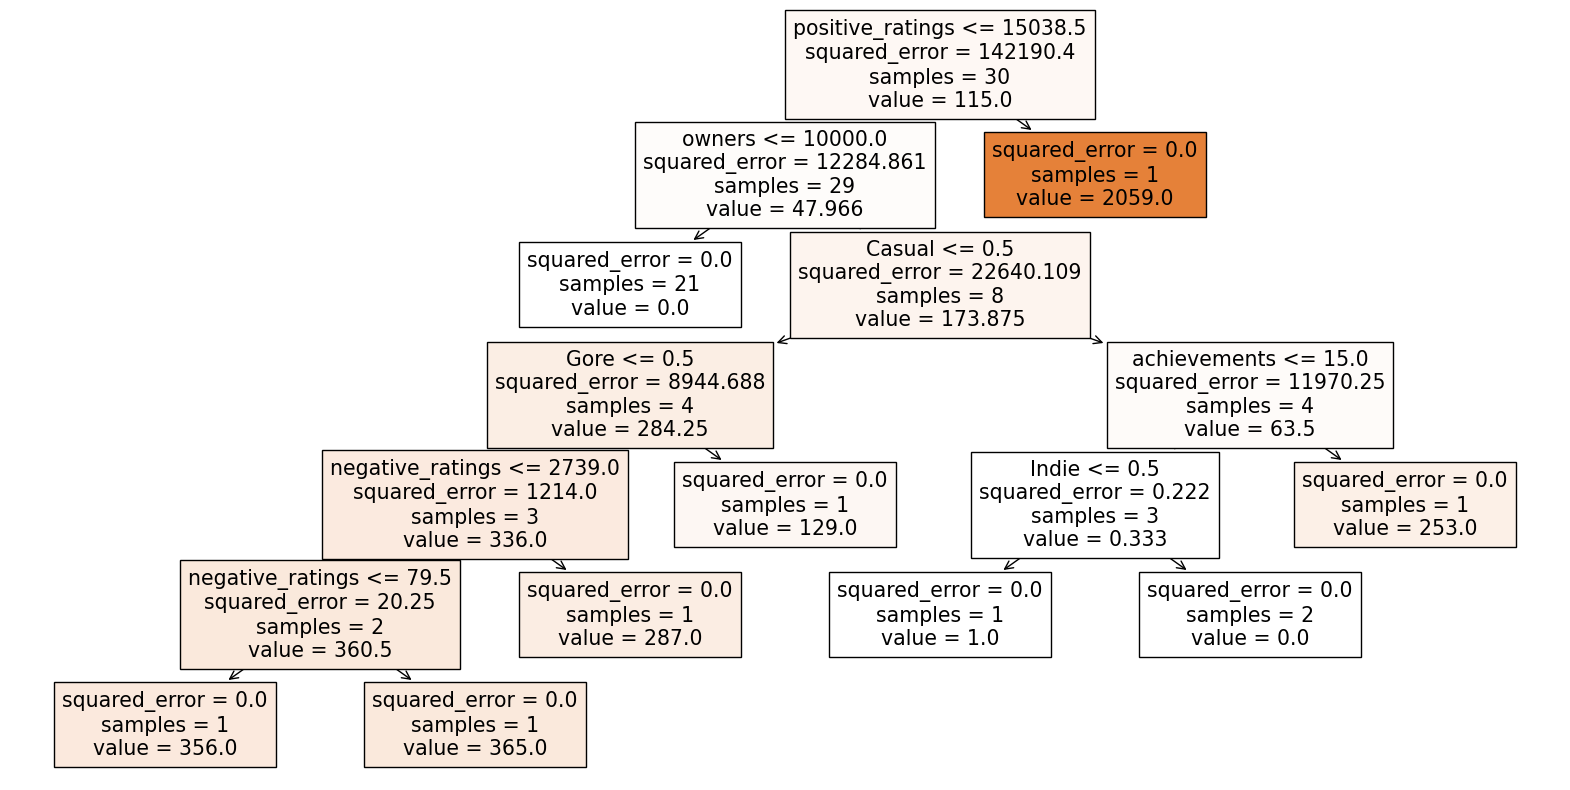 positive_ratings <= 15038.5
squared_error = 142190.4
samples = 30
value = 115.0
owners <= 10000.0
squared_error = 12284.861
samples = 29
value = 47.966
squared_error = 0.0
samples = 1
value = 2059.0
squared_error = 0.0
samples = 21
value = 0.0
Casual <= 0.5
squared_error = 22640.109
samples = 8
value = 173.875
Gore <= 0.5
squared_error = 8944.688
samples = 4
value = 284.25
achievements <= 15.0
squared_error = 11970.25
samples = 4
value = 63.5
negative_ratings <= 2739.0
squared_error = 1214.0
samples = 3
value = 336.0
squared_error = 0.0
samples = 1
value = 129.0
Indie <= 0.5
squared_error = 0.222
samples = 3
value = 0.333
squared_error = 0.0
samples = 1
value = 253.0
negative_ratings <= 79.5
squared_error = 20.25
samples = 2
value = 360.5
squared_error = 0.0
samples = 1
value = 287.0
squared_error = 0.0
samples = 1
value = 1.0
squared_error = 0.0
samples = 2
value = 0.0
squared_error = 0.0
samples = 1
value = 356.0
squared_error = 0.0
samples = 1
value = 365.0